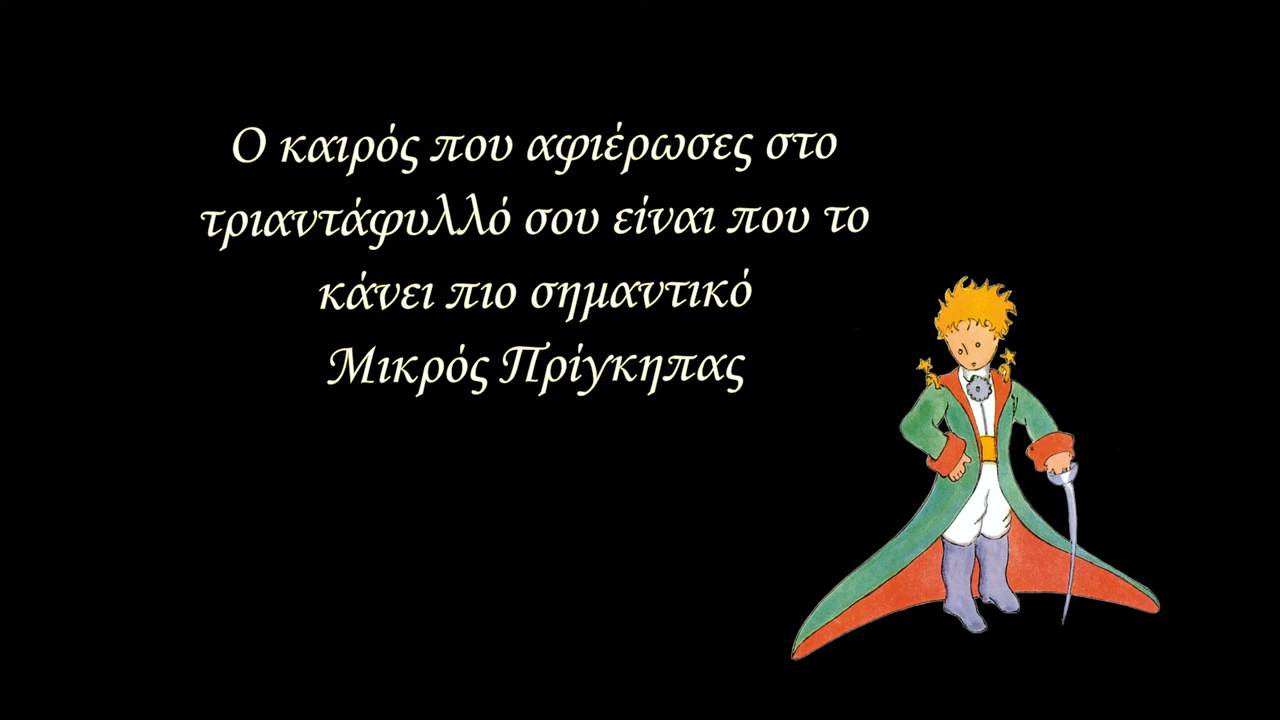 Ο καιρός που αφιέρωσες στο
τριαντάφυλλό σου είναι που το
κάνει πιο σημαντικό
Μικρός Πρίγκηπας